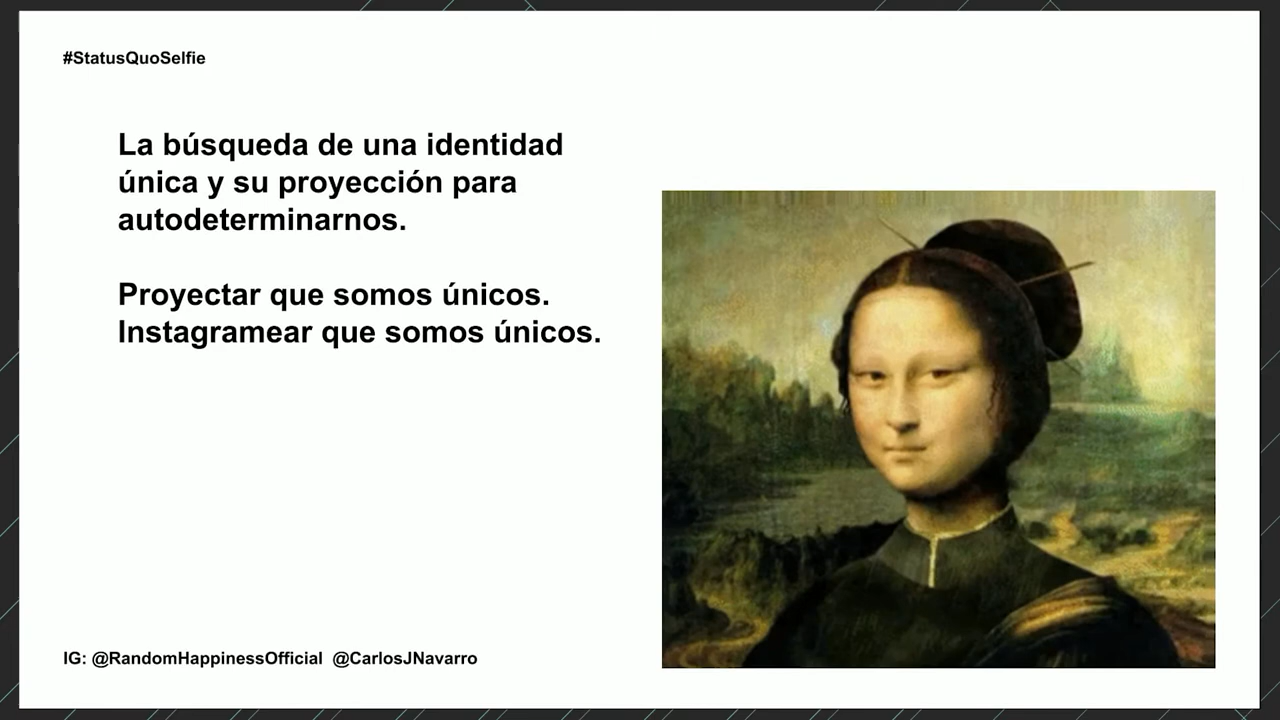 #StatusQuoSelfie
La búsqueda de una identidad
única y su proyección para
autodeterminarnos.
Proyectar que somos únicos.
Instagramear que somos únicos.
IG: @RandomHappinessOfficial @CarlosJNavarro